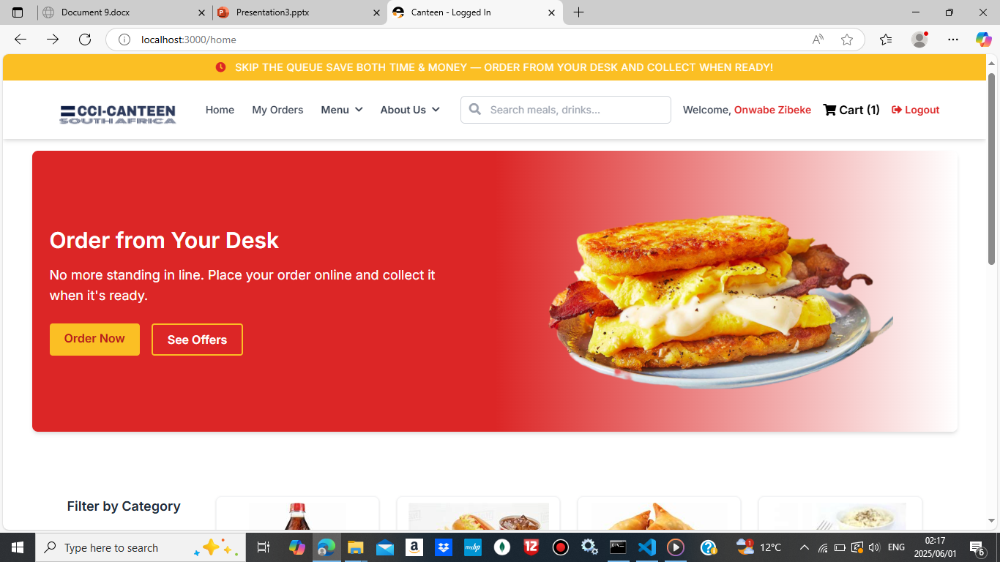 Document 9.docx
Presentation3.pptx
Canteen - Logged In
localhost:3000/home
SKIP THE QUEUE SAVE BOTH TIME & MONEY — ORDER FROM YOUR DESK AND COLLECT WHEN READY!
CCI-CANTEEN
SOUTH AFRICA
Home
My Orders
Menu
About Us
Search meals, drinks...
Welcome, Onwabe Zibeke
Cart (1)
Logout
Order from Your Desk
No more standing in line. Place your order online and collect it
when it's ready.
Order Now
See Offers
Filter by Category
Type here to search
a
myhp
12
1
12°C
ENG
02:17
2025/06/01
6